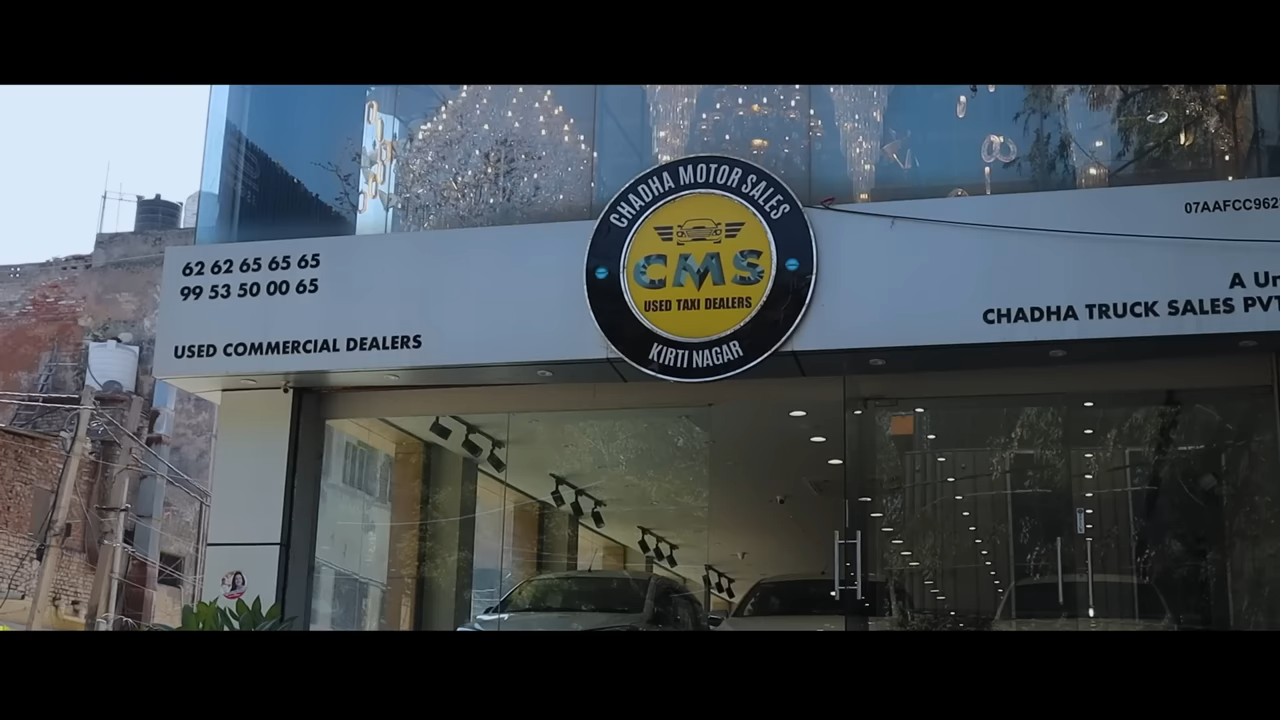 62 62 65 65 65
99 53 50 00 65
USED COMMERCIAL DEALERS
CHADHA MOTOR SALES
CMS
USED TAXI DEALERS
KIRTI NAGAR
07AAFCC962
A
CHADHA TRUCK SALES PVT